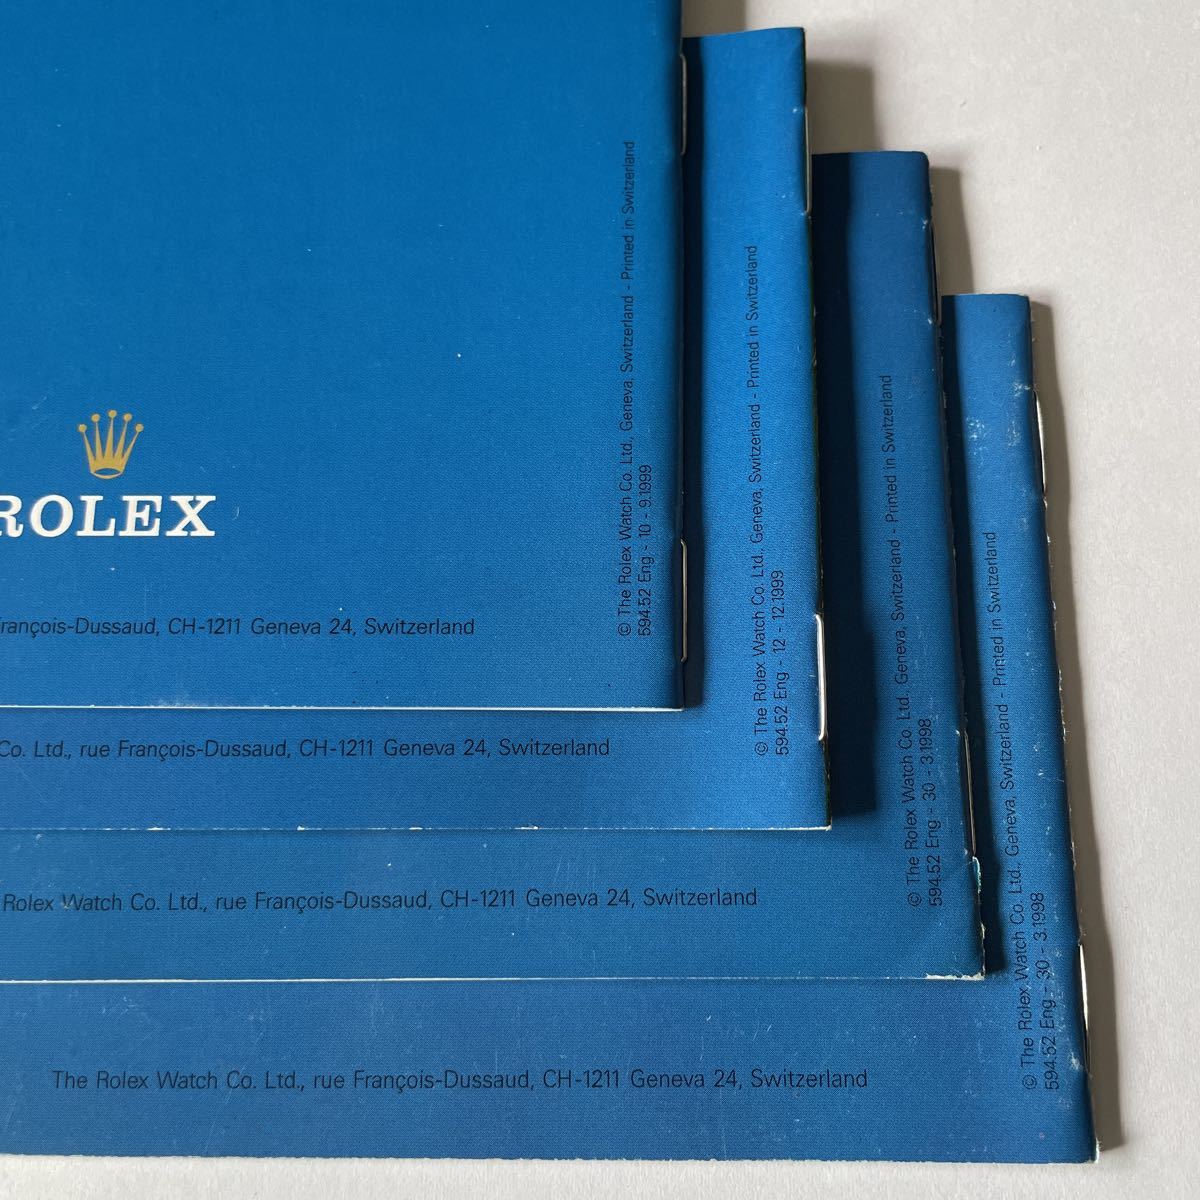 ROLEX
François-Dussaud, CH-1211 Geneva 24, Switzerland
© The Rolex Watch Co. Ltd., Geneva, Switzerland - Printed in Switzerland
594.52 Eng - 10 - 9.1999
Co. Ltd., rue François-Dussaud, CH-1211 Geneva 24, Switzerland
© The Rolex Watch Co. Ltd., Geneva, Switzerland - Printed in Switzerland
594.52 Eng - 12 - 12.1999
Rolex Watch Co. Ltd., rue François-Dussaud, CH-1211 Geneva 24, Switzerland
© The Rolex Watch Co. Ltd., Geneva, Switzerland - Printed in Switzerland
594.52 Eng - 30 - 3.1998
The Rolex Watch Co. Ltd., rue François-Dussaud, CH-1211 Geneva 24, Switzerland
© The Rolex Watch Co. Ltd., Geneva, Switzerland - Printed in Switzerland
594.52 Eng - 30 - 3.1998